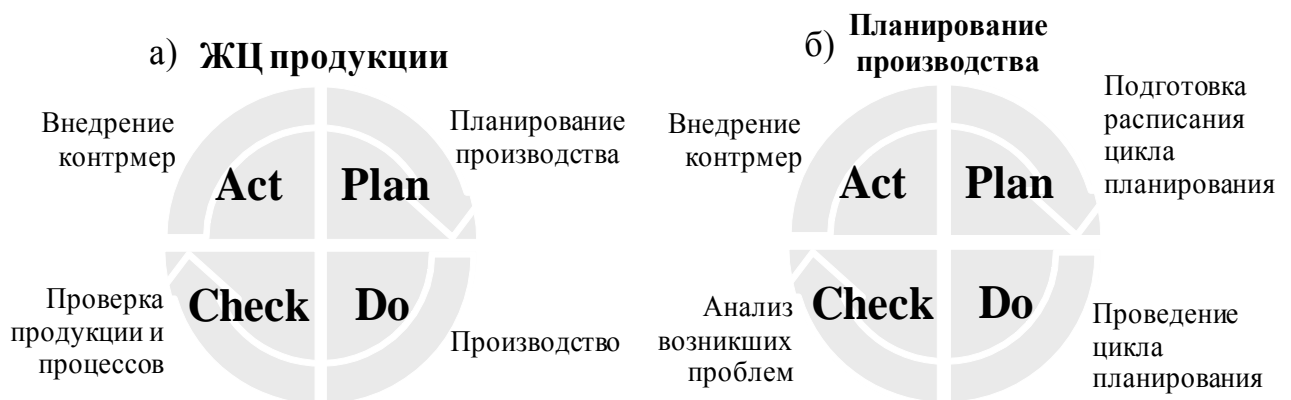 а) ЖЦ продукции
Внедрение
контрмер
Планирование
производства
Act Plan
Check Do
Проверка
продукции и
процессов
Производство
б) Планирование
производства
Внедрение
контрмер
Подготовка
расписания
цикла
планирования
Act Plan
Check Do
Анализ
возникших
проблем
Проведение
цикла
планирования